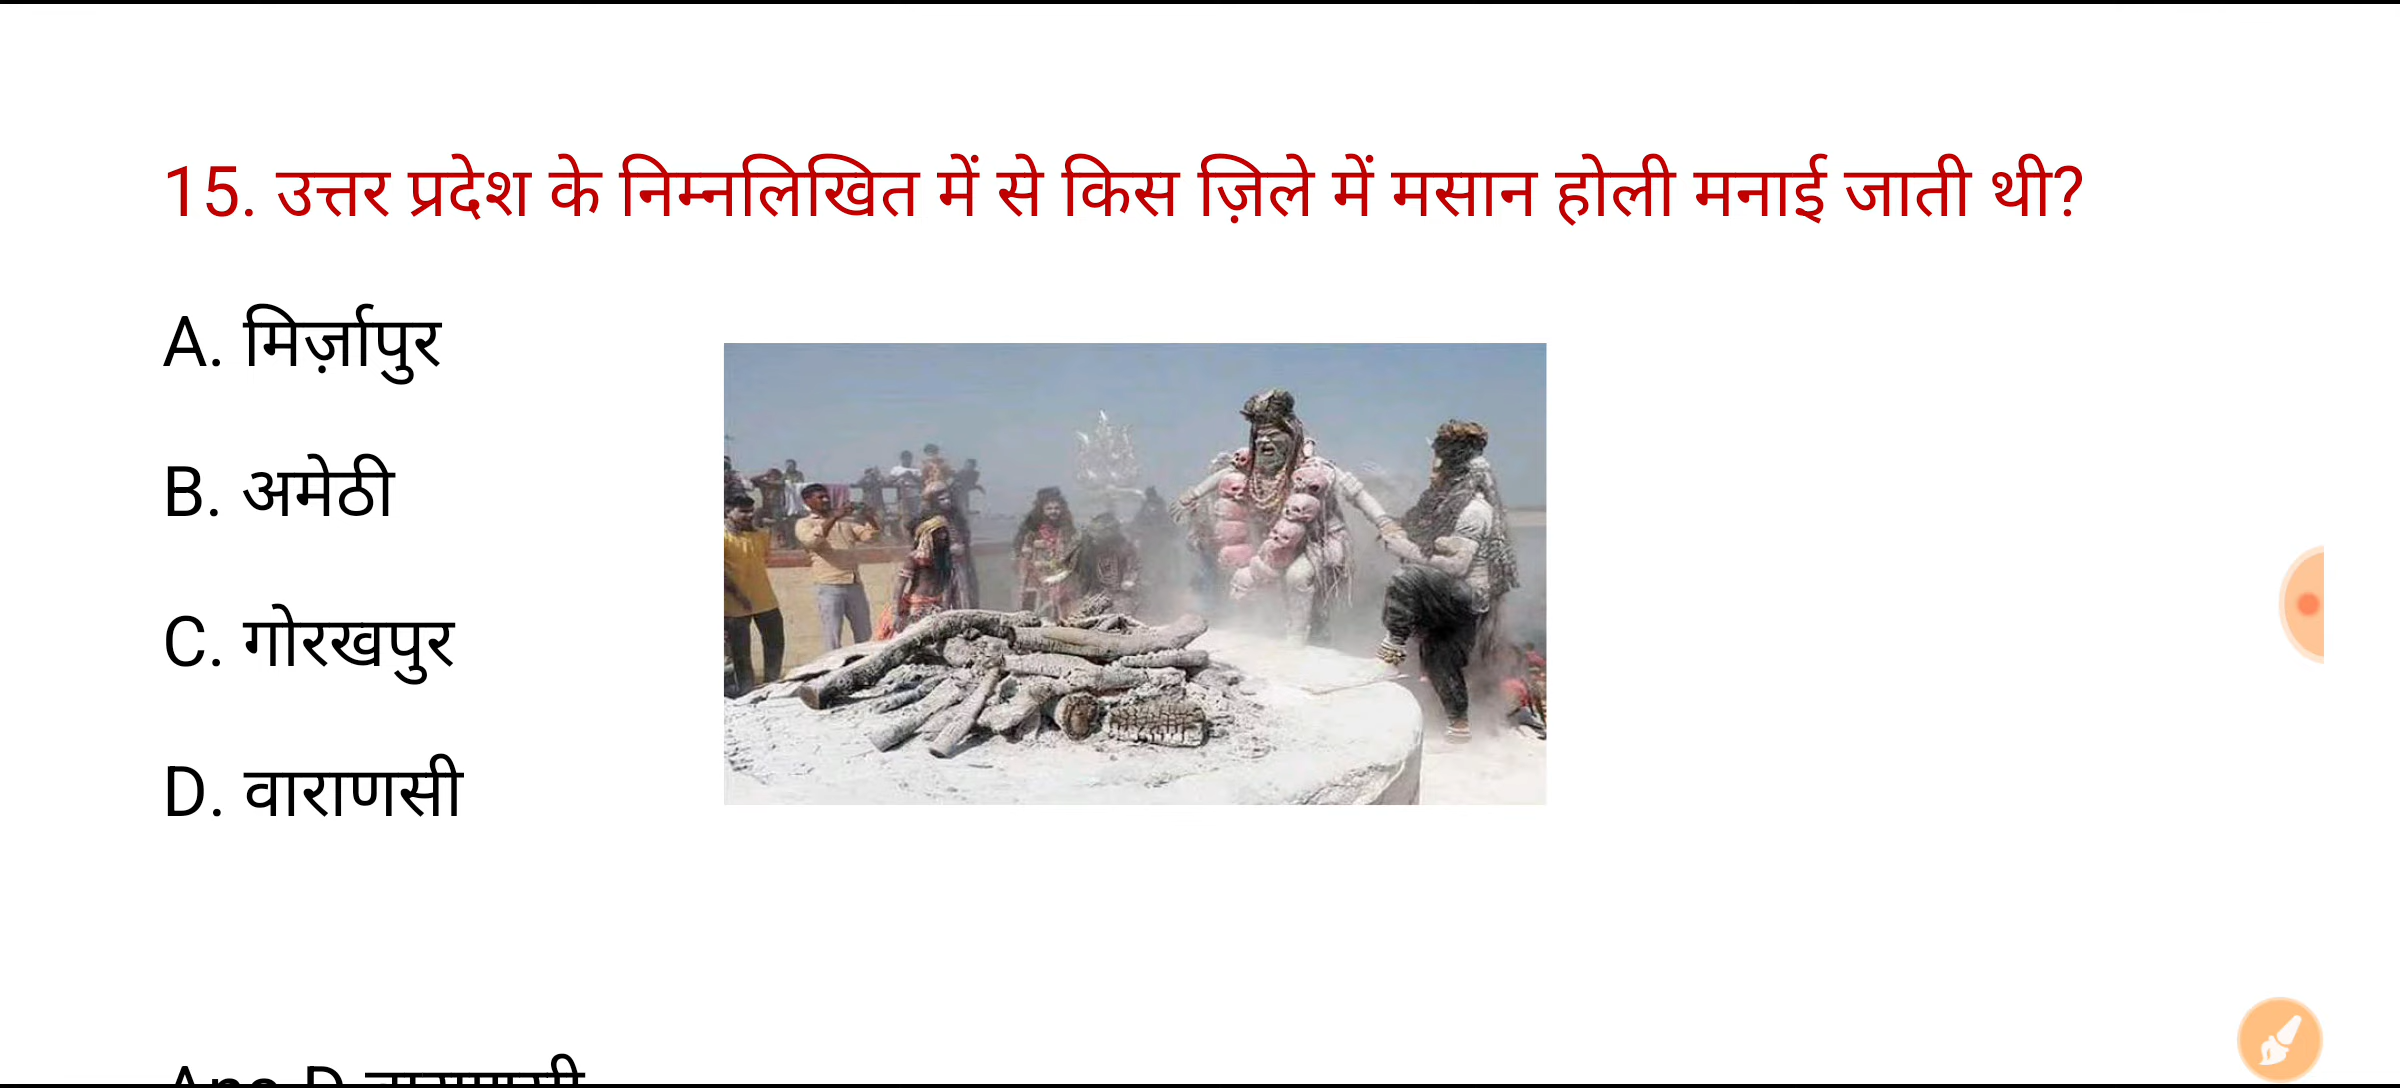 15. उत्तर प्रदेश के निम्नलिखित में से किस ज़िले में मसान होली मनाई जाती थी?
A. मिर्ज़ापुर
B. अमेठी
C. गोरखपुर
D. वाराणसी